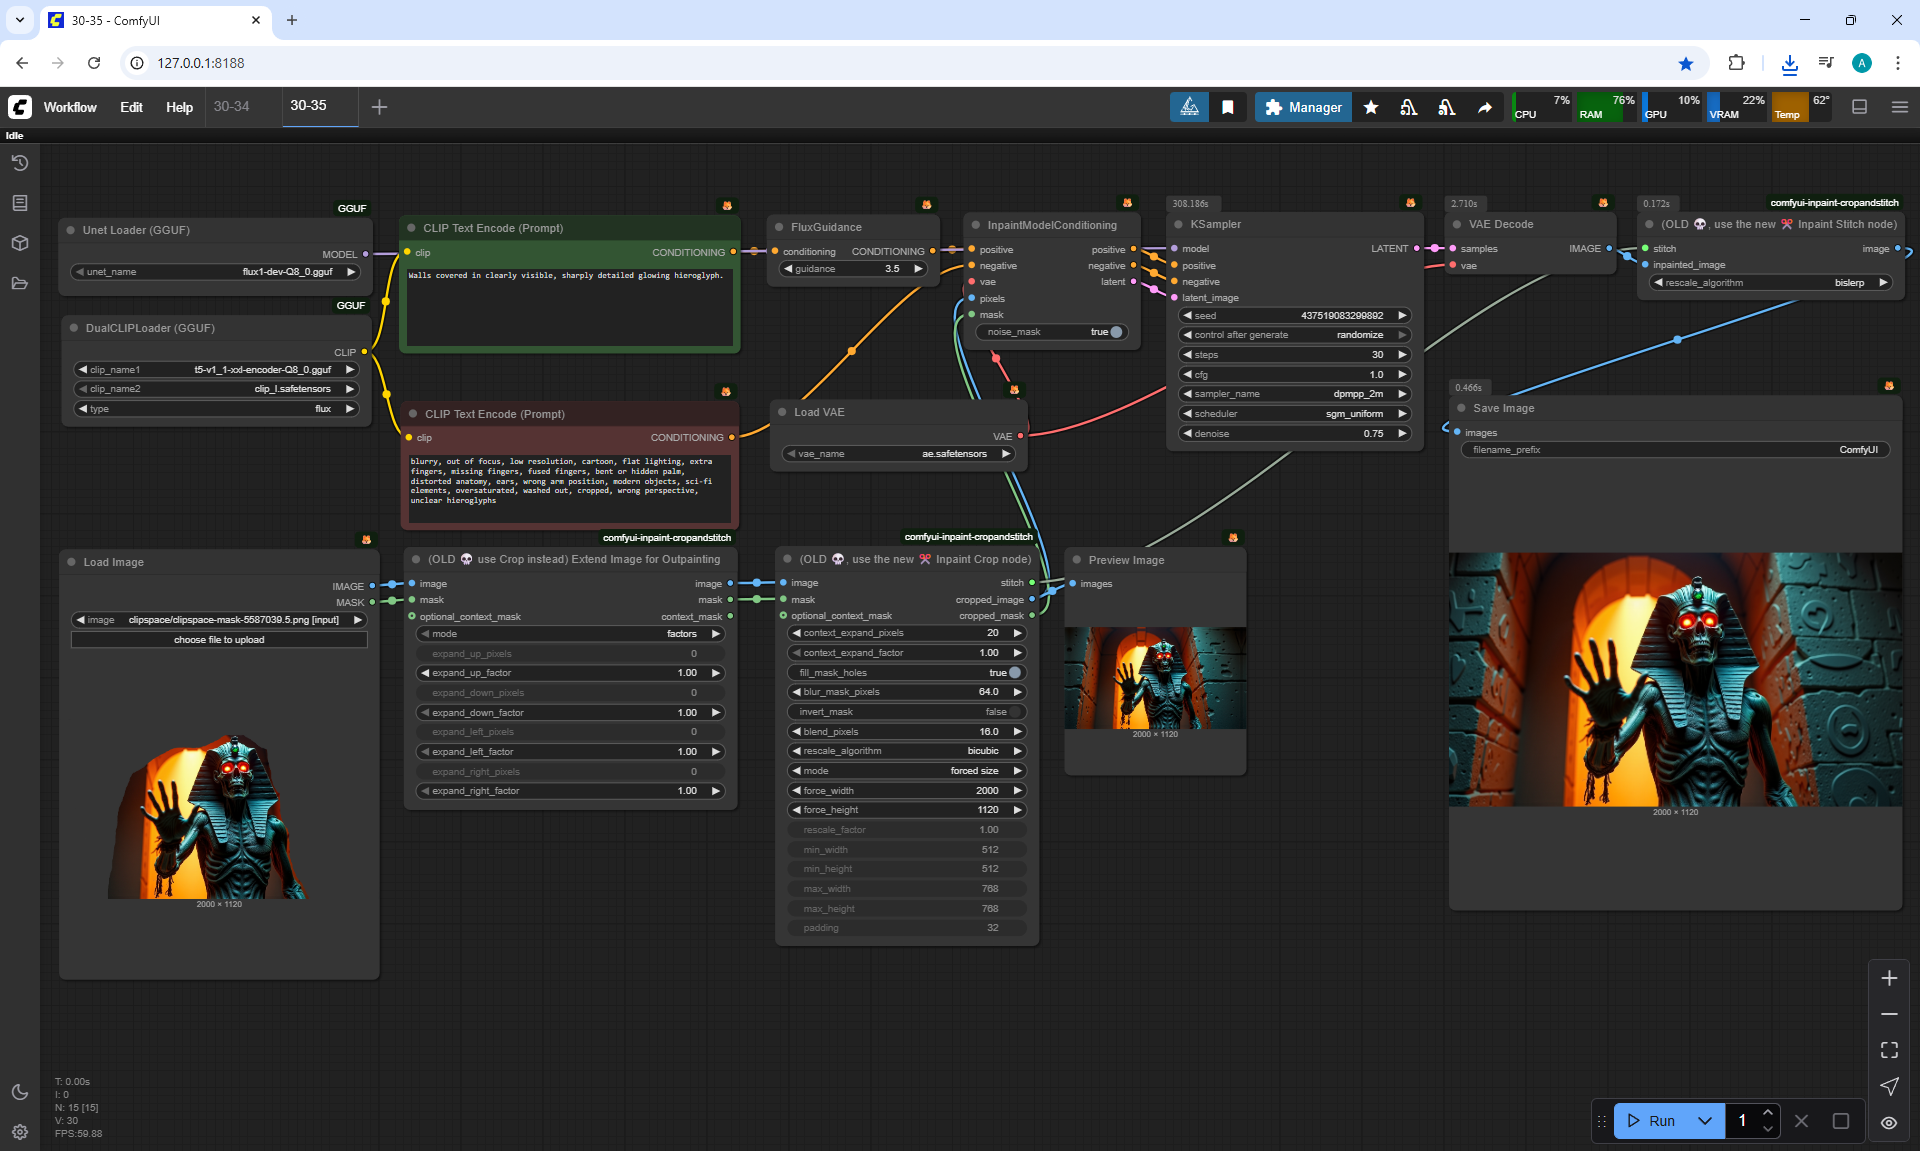 30-35 - ComfyUI
127.0.0.1:8188
A
Workflow Edit Help 30-34 30-35
Manager
CPU 7% RAM 76% GPU 10% VRAM 22% Temp 62°
Idle
GGUF
Unet Loader (GGUF)
MODEL
unet_name flux1-dev-Q8_0.gguf
GGUF
DualCLIPLoader (GGUF)
CLIP
clip_name1 t5-v1_1-xxl-encoder-Q8_0.gguf
clip_name2 clip_l.safetensors
type flux
CLIP Text Encode (Prompt)
clip CONDITIONING
Walls covered in clearly visible, sharply detailed glowing hieroglyph.
CLIP Text Encode (Prompt)
clip CONDITIONING
blurry, out of focus, low resolution, cartoon, flat lighting, extra
fingers, missing fingers, fused fingers, bent or hidden palm,
distorted anatomy, ears, wrong arm position, modern objects, sci-fi
elements, oversaturated, washed out, cropped, wrong perspective,
unclear hieroglyphs
FluxGuidance
conditioning CONDITIONING
guidance 3.5
InpaintModelConditioning
positive positive
negative negative
vae latent
pixels
mask
noise_mask true
Load VAE
VAE
vae_name ae.safetensors
308.186s
KSampler
model LATENT
positive
negative
latent_image
seed 437519083299892
control after generate randomize
steps 30
cfg 1.0
sampler_name dpmpp_2m
scheduler sgm_uniform
denoise 0.75
2.710s
VAE Decode
samples IMAGE
vae
0.172s
comfyui-inpaint-cropandstitch
(OLD 💀, use the new ✂️ Inpaint Stitch node)
stitch image
inpainted_image
rescale_algorithm bislerp
0.466s
Save Image
images
filename_prefix ComfyUI
2000 × 1120
Load Image
IMAGE
MASK
image clipspace/clipspace-mask-5587039.5.png [input]
choose file to upload
2000 × 1120
comfyui-inpaint-cropandstitch
(OLD 💀 use Crop instead) Extend Image for Outpainting
image image
mask mask
optional_context_mask context_mask
mode factors
expand_up_pixels 0
expand_up_factor 1.00
expand_down_pixels 0
expand_down_factor 1.00
expand_left_pixels 0
expand_left_factor 1.00
expand_right_pixels 0
expand_right_factor 1.00
comfyui-inpaint-cropandstitch
(OLD 💀, use the new ✂️ Inpaint Crop node)
image stitch
mask cropped_image
optional_context_mask cropped_mask
context_expand_pixels 20
context_expand_factor 1.00
fill_mask_holes true
blur_mask_pixels 64.0
invert_mask false
blend_pixels 16.0
rescale_algorithm bicubic
mode forced size
force_width 2000
force_height 1120
rescale_factor 1.00
min_width 512
min_height 512
max_width 768
max_height 768
padding 32
Preview Image
images
2000 × 1120
T: 0.00s
I: 0
N: 15 [15]
V: 30
FPS:59.88
Run 1